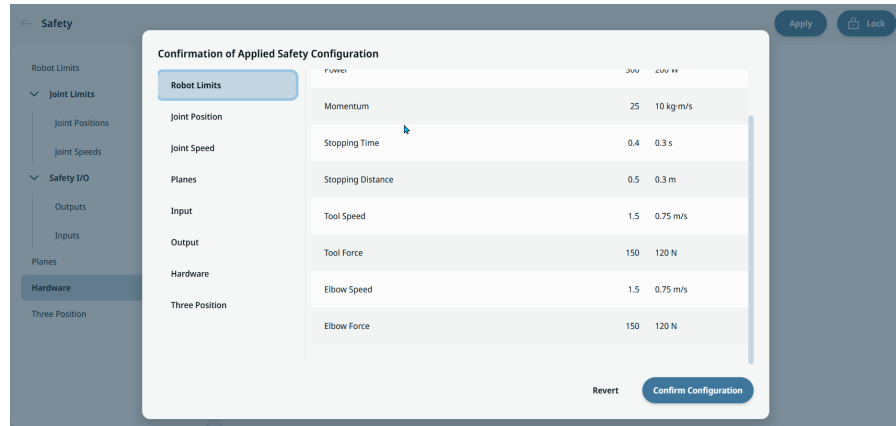 Safety
Apply
Lock
Robot Limits
Joint Limits
Joint Positions
Joint Speeds
Safety I/O
Outputs
Inputs
Planes
Hardware
Three Position
Confirmation of Applied Safety Configuration
Robot Limits
Joint Position
Joint Speed
Planes
Input
Output
Hardware
Three Position
Power 300 200 W
Momentum 25 10 kg·m/s
Stopping Time 0.4 0.3 s
Stopping Distance 0.5 0.3 m
Tool Speed 1.5 0.75 m/s
Tool Force 150 120 N
Elbow Speed 1.5 0.75 m/s
Elbow Force 150 120 N
Revert
Confirm Configuration